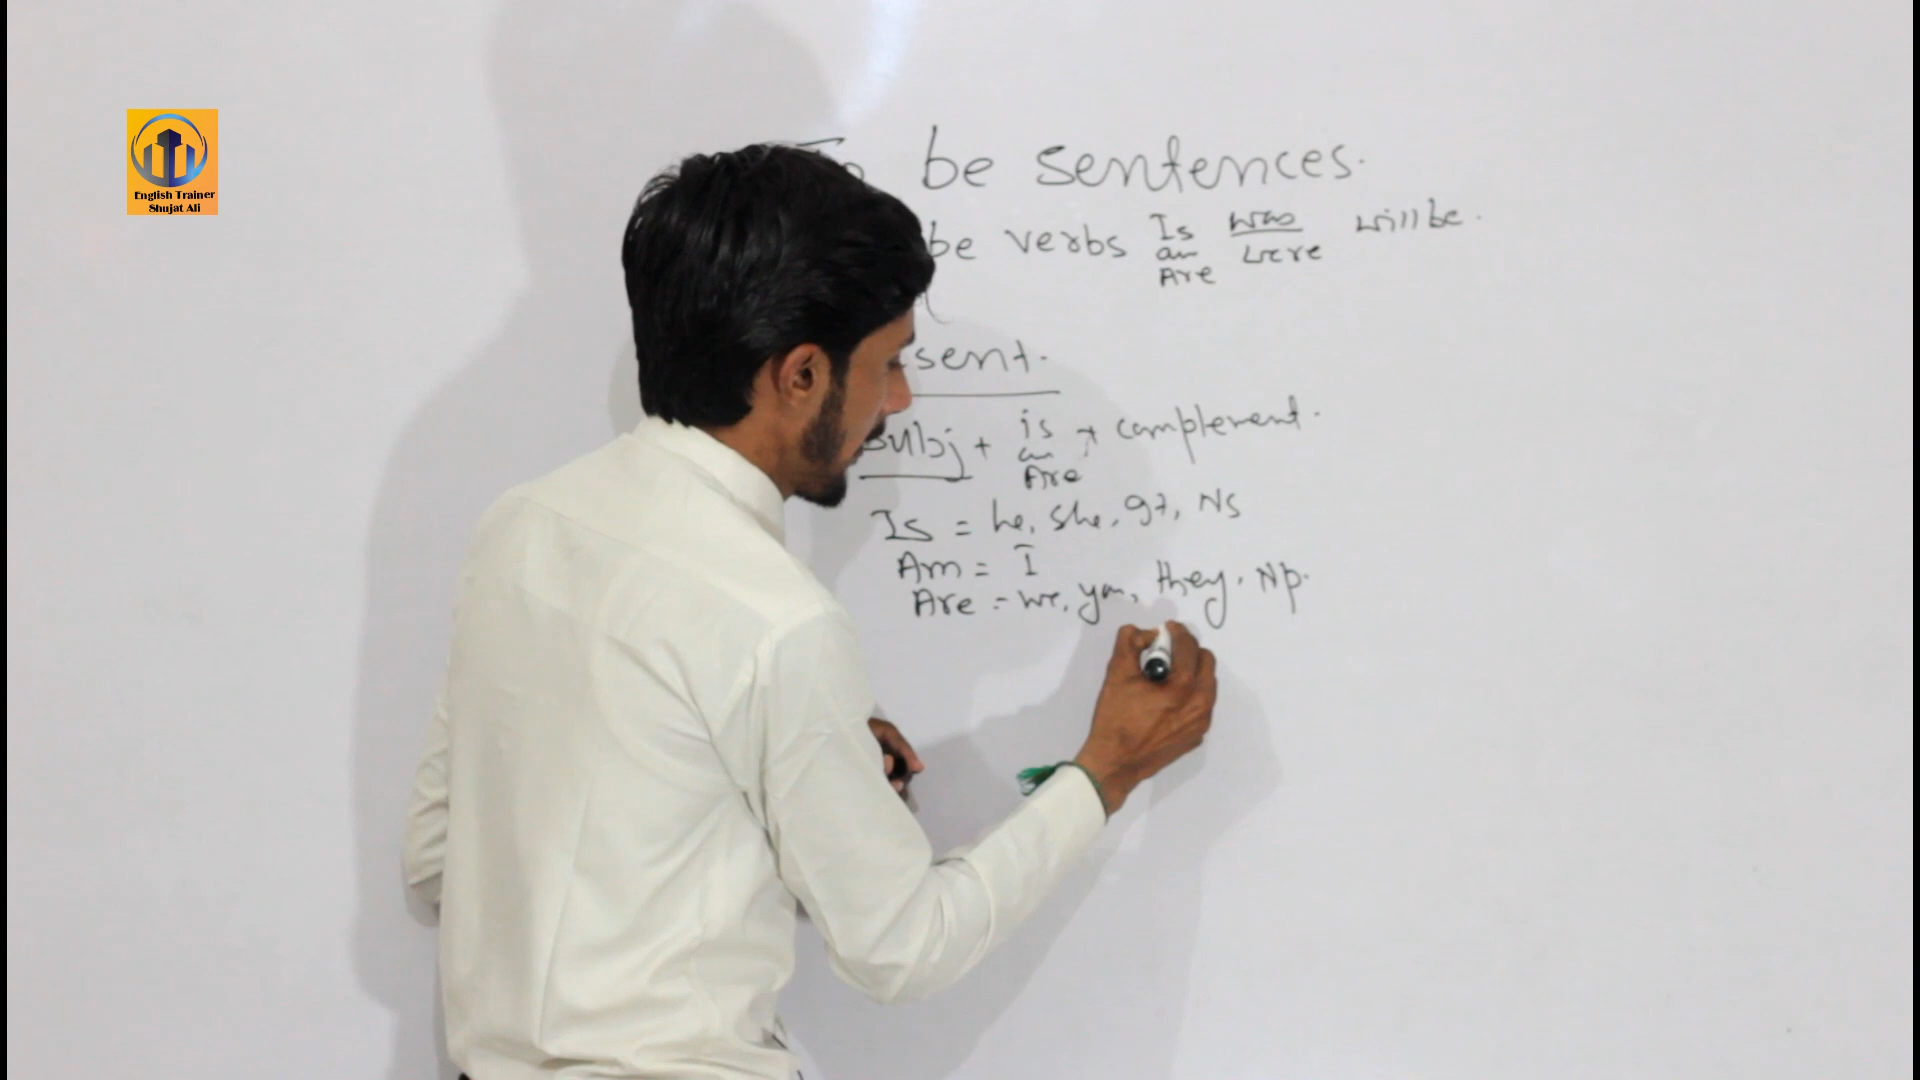 English Trainer
Shujat Ali
To be sentences.
be verbs Is was will be.
am were
Are
sent.
Subj + is + complement.
am
Are
Is = he, she, It, Ns
Am = I
Are = we, you, they, Np.